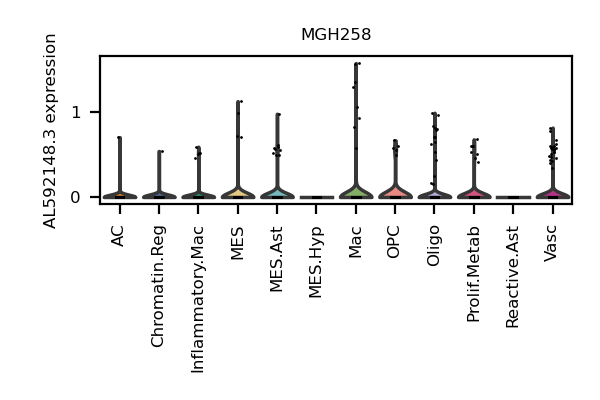 MGH258
AL592148.3 expression
1
0
AC
Chromatin.Reg
Inflammatory.Mac
MES
MES.Ast
MES.Hyp
Mac
OPC
Oligo
Prolif.Metab
Reactive.Ast
Vasc